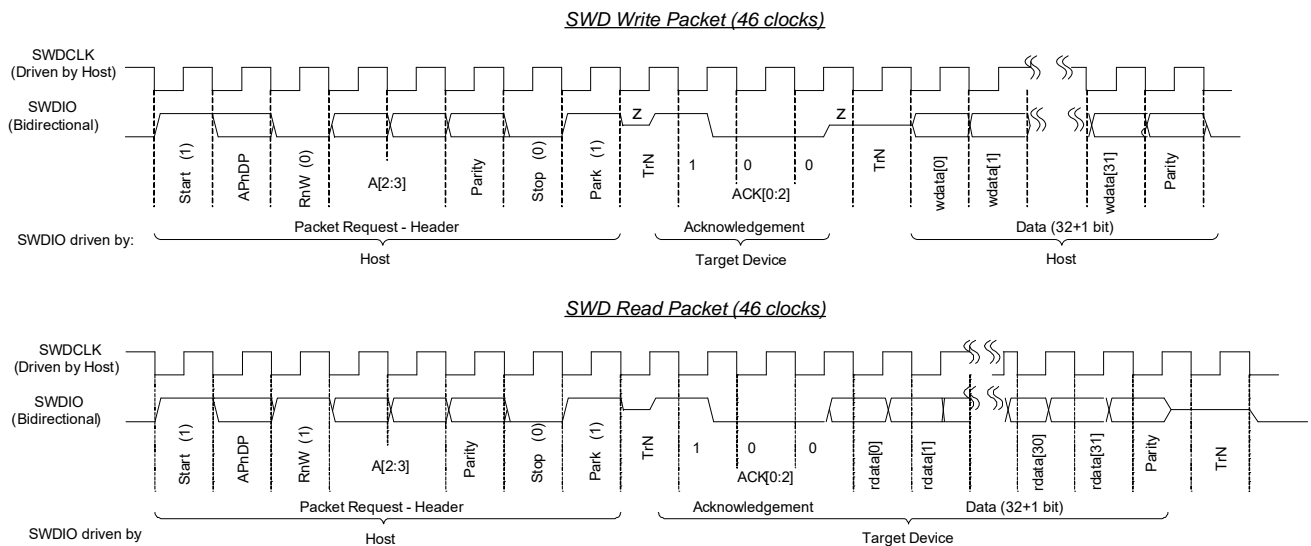 SWD Write Packet (46 clocks)
SWDCLK
(Driven by Host)
SWDIO
(Bidirectional)
Z
Z
Start (1)
APnDP
RnW (0)
A[2:3]
Parity
Stop (0)
Park (1)
TrN
1
0
0
ACK[0:2]
TrN
wdata[0]
wdata[1]
wdata[31]
Parity
SWDIO driven by:
Packet Request - Header
Host
Acknowledgement
Target Device
Data (32+1 bit)
Host
SWD Read Packet (46 clocks)
SWDCLK
(Driven by Host)
SWDIO
(Bidirectional)
Start (1)
APnDP
RnW (1)
A[2:3]
Parity
Stop (0)
Park (1)
TrN
1
0
0
ACK[0:2]
rdata[0]
rdata[1]
rdata[30]
rdata[31]
Parity
TrN
SWDIO driven by
Packet Request - Header
Host
Acknowledgement
Data (32+1 bit)
Target Device